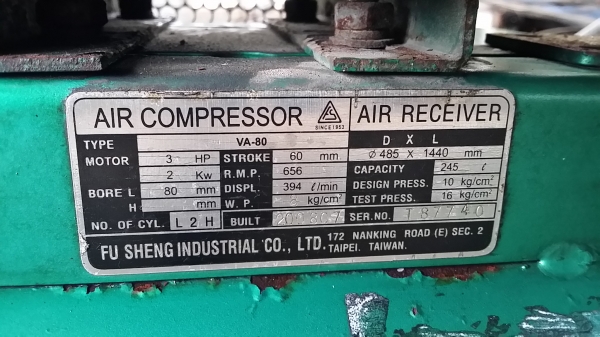 AIR COMPRESSOR
SINCE 1953
AIR RECEIVER
TYPE VA-80
MOTOR 3 HP STROKE 60 mm
2 Kw R.M.P. 656
BORE L 80 mm DISPL. 394 ℓ/min
H mm W. P. kg/cm²
NO. OF CYL. L 2 H BUILT
D X L
Ø 485 X 1440 mm
CAPACITY 245 ℓ
DESIGN PRESS. 10 kg/cm²
TEST PRESS. 16 kg/cm²
SER.NO.
FU SHENG INDUSTRIAL CO., LTD. 172 NANKING ROAD (E) SEC. 2
TAIPEI. TAIWAN.